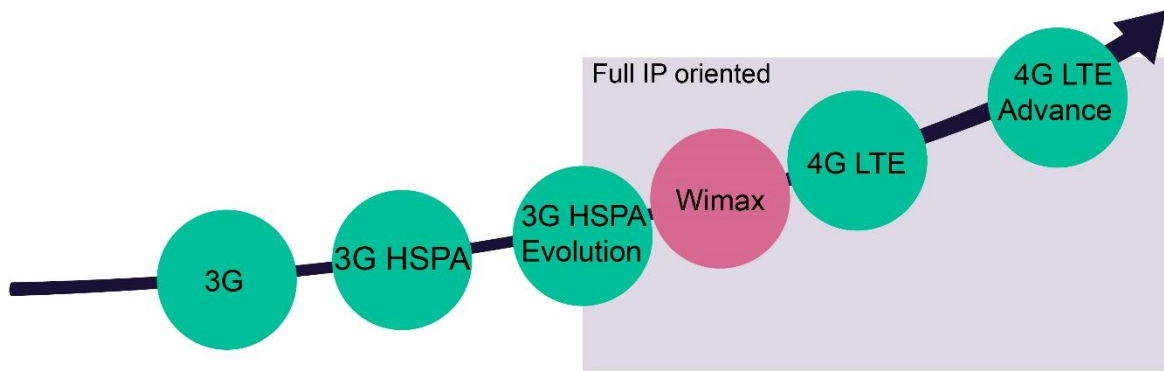 Full IP oriented
3G
3G HSPA
3G HSPA
Evolution
Wimax
4G LTE
4G LTE
Advance